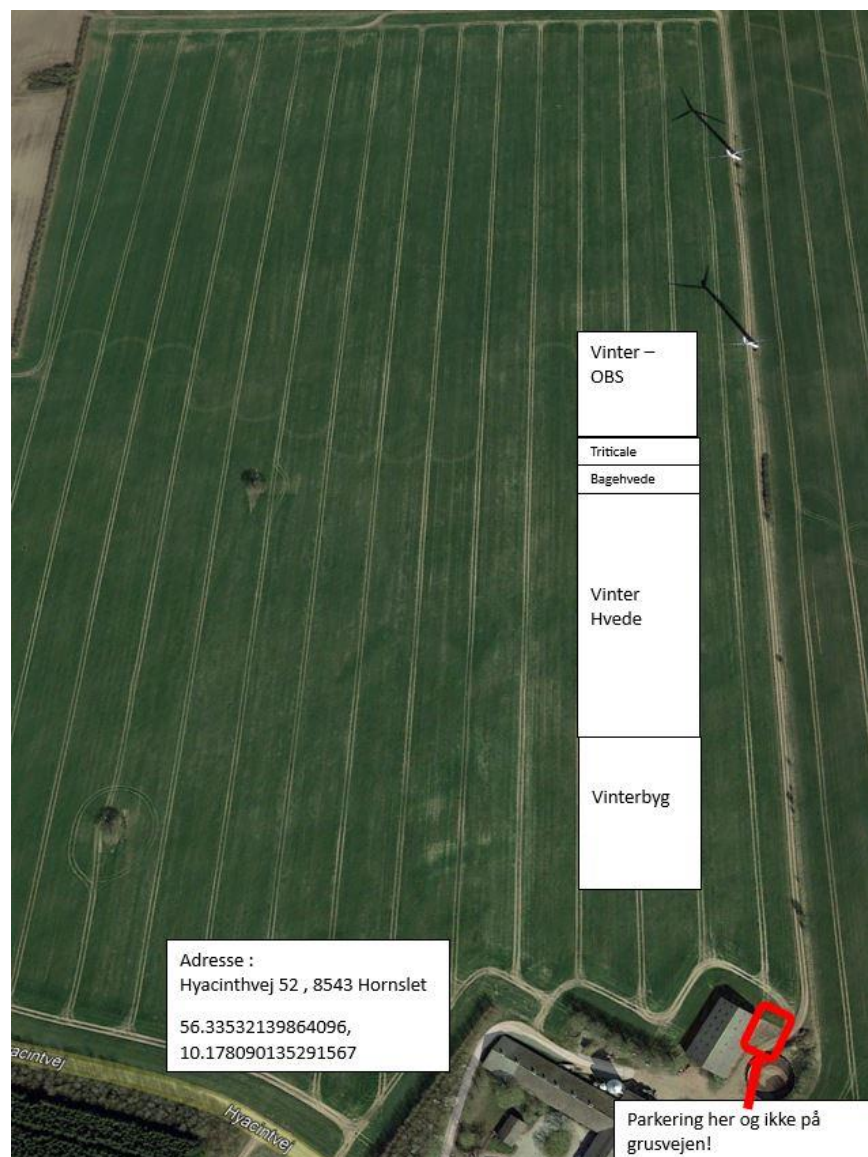 Vinter –
OBS
Triticale
Bagehvede
Vinter
Hvede
Vinterbyg
Adresse :
Hyacinthvej 52 , 8543 Hornslet
56.33532139864096,
10.178090135291567
acintvej
Hyacintvej
Parkering her og ikke på
grusvejen!